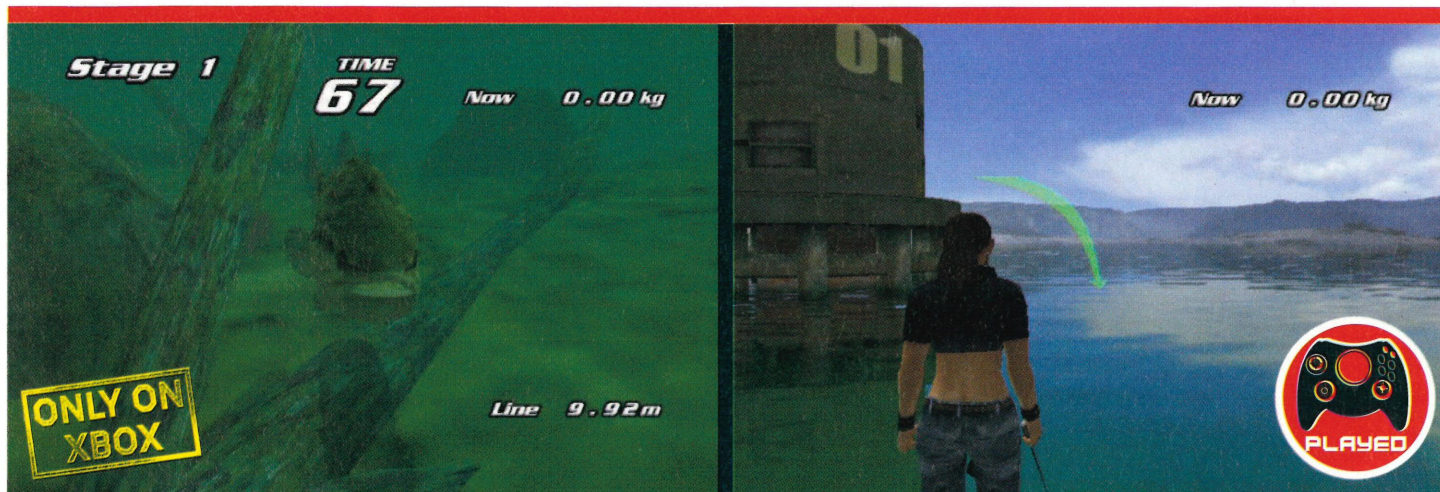 Stage 1
TIME
67
Now 0.00 kg
Line 9.92m
ONLY ON
XBOX
01
Now 0.00 kg
PLAYED